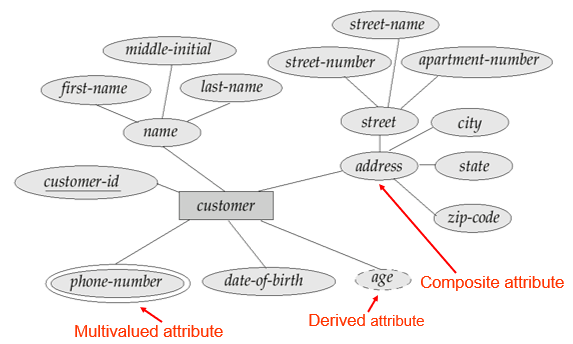 street-name
middle-initial
street-number
apartment-number
first-name
last-name
name
street
city
address
state
customer-id
customer
zip-code
phone-number
date-of-birth
age
Composite attribute
Multivalued attribute
Derived attribute